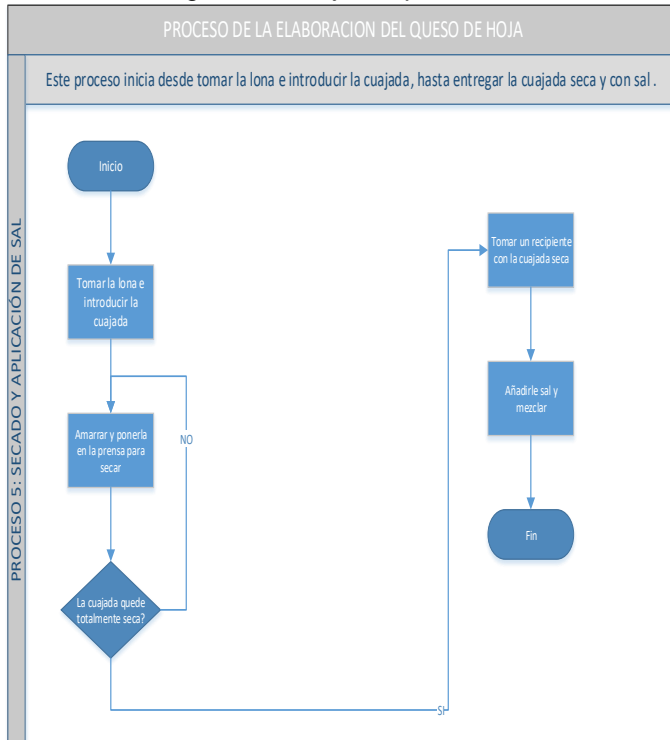 PROCESO DE LA ELABORACION DEL QUESO DE HOJA
Este proceso inicia desde tomar la lona e introducir la cuajada, hasta entregar la cuajada seca y con sal .
PROCESO 5: SECADO Y APLICACIÓN DE SAL
Inicio
Tomar la lona e
introducir la
cuajada
Amarrar y ponerla
en la prensa para
secar
NO
La cuajada quede
totalmente seca?
SI
Tomar un recipiente
con la cuajada seca
Añadirle sal y
mezclar
Fin